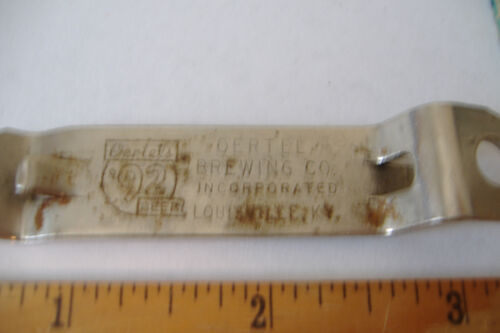 Oertel's
'92
BEER
OERTEL
BREWING CO.
INCORPORATED
LOUISVILLE, KY.
1 2 3